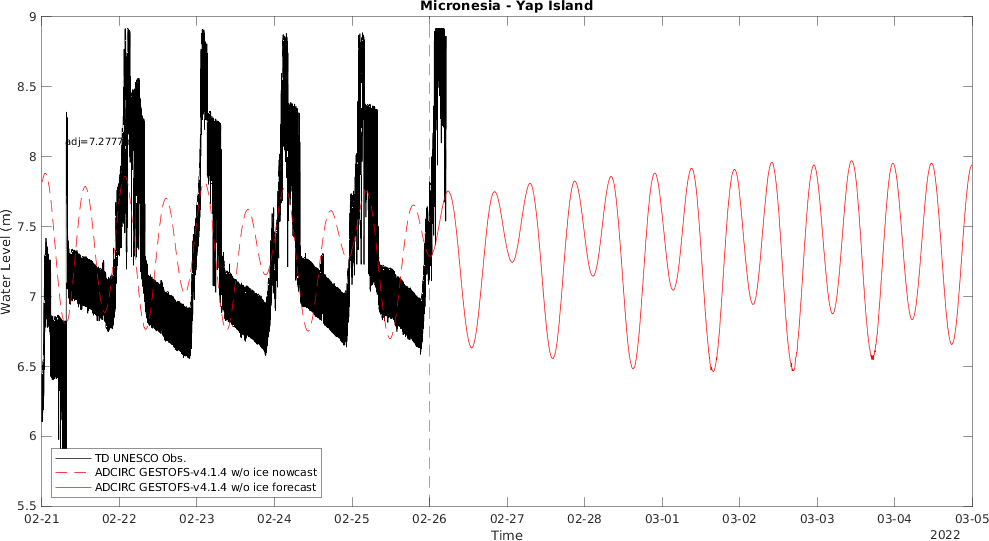 Micronesia - Yap Island
Water Level (m)
9
8.5
8
7.5
7
6.5
6
5.5
adj=7.2777
TD UNESCO Obs.
ADCIRC GESTOFS-v4.1.4 w/o ice nowcast
ADCIRC GESTOFS-v4.1.4 w/o ice forecast
02-21 02-22 02-23 02-24 02-25 02-26 02-27 02-28 03-01 03-02 03-03 03-04 03-05
Time
2022